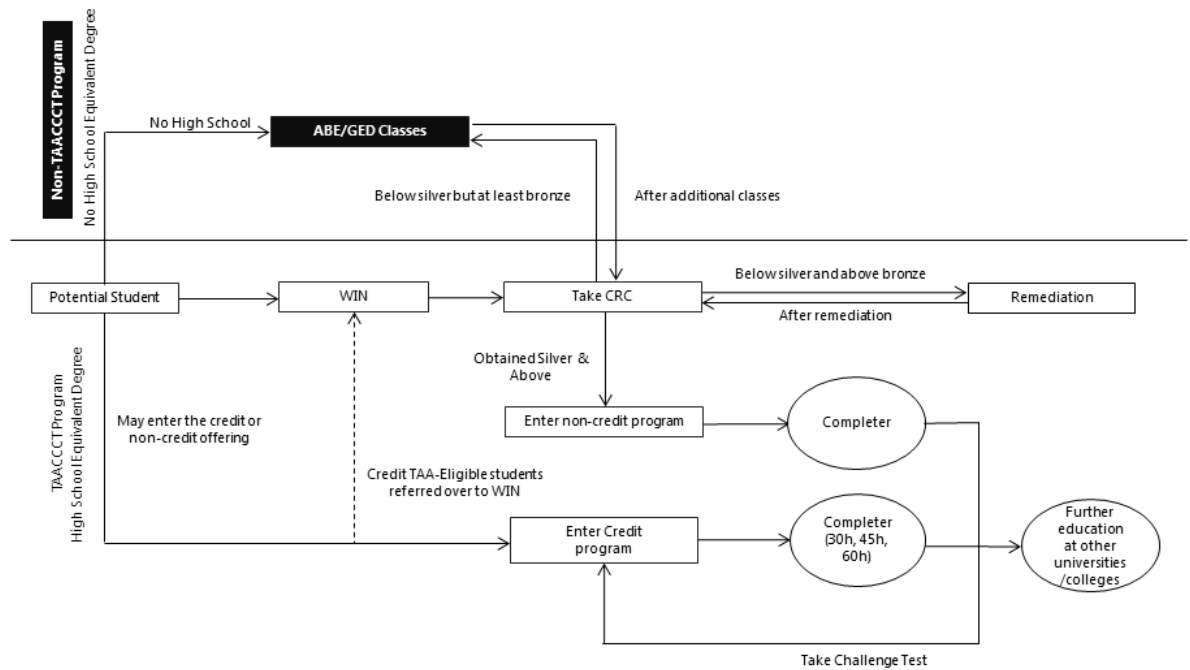 Non-TAACCCT Program
No High School Equivalent Degree
No High School
ABE/GED Classes
Below silver but at least bronze
After additional classes
Potential Student
WIN
Take CRC
Below silver and above bronze
After remediation
Remediation
TAACCCT Program
High School Equivalent Degree
May enter the credit or
non-credit offering
Obtained Silver &
Above
Enter non-credit program
Completer
Credit TAA-Eligible students
referred over to WIN
Enter Credit
program
Completer
(30h, 45h,
60h)
Further
education
at other
universities
/colleges
Take Challenge Test